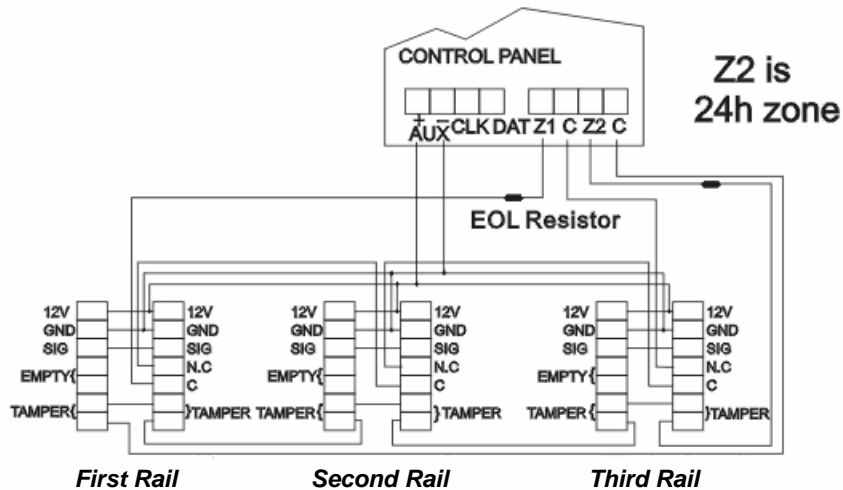 CONTROL PANEL
Z2 is
24h zone
+ −
AUX CLK DAT Z1 C Z2 C
EOL Resistor
12V 12V 12V 12V 12V 12V
GND GND GND GND GND GND
SIG SIG SIG SIG SIG SIG
N.C N.C N.C
EMPTY{ EMPTY{ EMPTY{
C C C
TAMPER{ }TAMPER TAMPER{ }TAMPER TAMPER{ }TAMPER
First Rail Second Rail Third Rail